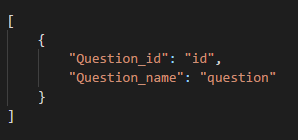 [
    {
        "Question_id": "id",
        "Question_name": "question"
    }
]